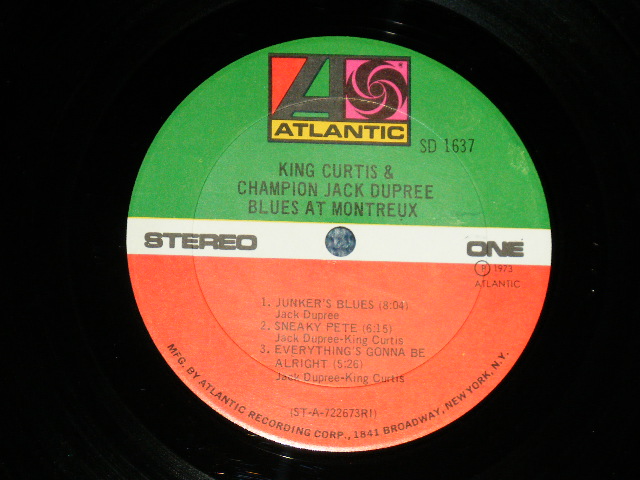 ATLANTIC
SD 1637
KING CURTIS &
CHAMPION JACK DUPREE
BLUES AT MONTREUX
STEREO
ONE
Ⓟ 1973
ATLANTIC
1. JUNKER'S BLUES (8:04)
Jack Dupree
2. SNEAKY PETE (6:15)
Jack Dupree-King Curtis
3. EVERYTHING'S GONNA BE
ALRIGHT (5:26)
Jack Dupree-King Curtis
(ST-A-722673RI)
MFG. BY ATLANTIC RECORDING CORP., 1841 BROADWAY, NEW YORK, N.Y.